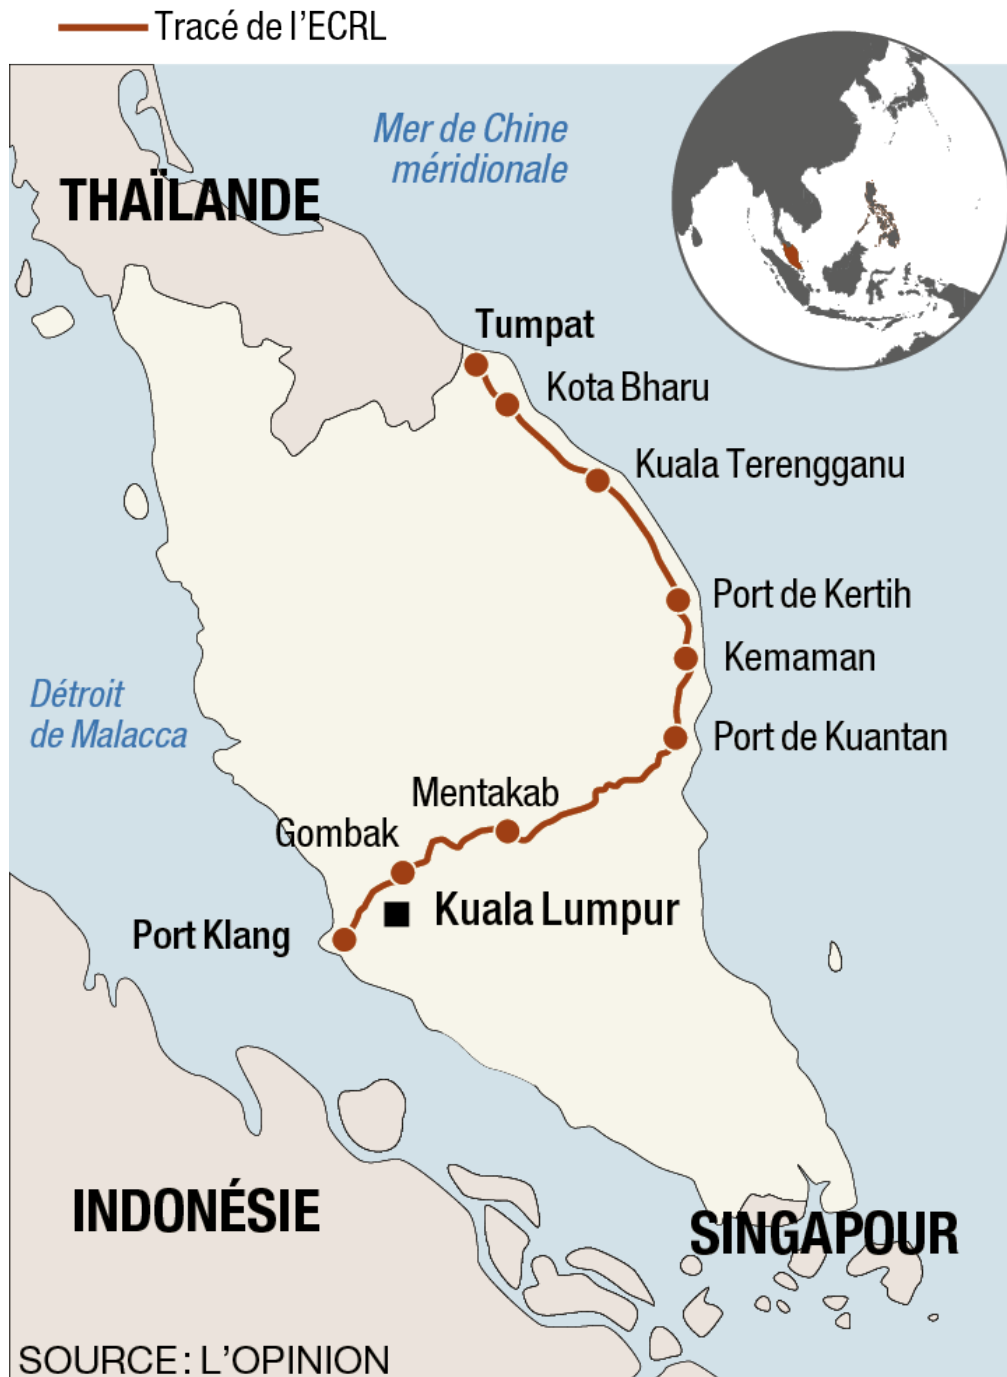 Tracé de l’ECRL
Mer de Chine
méridionale
THAÏLANDE
Tumpat
Kota Bharu
Kuala Terengganu
Port de Kertih
Kemaman
Détroit
de Malacca
Port de Kuantan
Mentakab
Gombak
Kuala Lumpur
Port Klang
INDONÉSIE
SINGAPOUR
SOURCE : L'OPINION